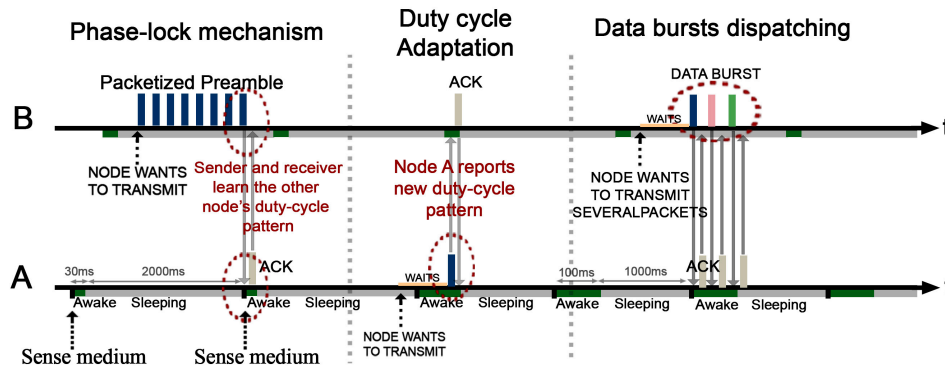 Phase-lock mechanism
Duty cycle
Adaptation
Data bursts dispatching
Packetized Preamble
ACK
DATA BURST
B
WAITS
t
NODE WANTS
TO TRANSMIT
Sender and receiver
learn the other
node's duty-cycle
pattern
Node A reports
new duty-cycle
pattern
NODE WANTS
TO TRANSMIT
SEVERALPACKETS
30ms
2000ms
ACK
WAITS
100ms
1000ms
ACK
A
Awake
Sleeping
Awake
Sleeping
Awake
Sleeping
Awake
Sleeping
Awake
Sleeping
NODE WANTS
TO TRANSMIT
Sense medium
Sense medium